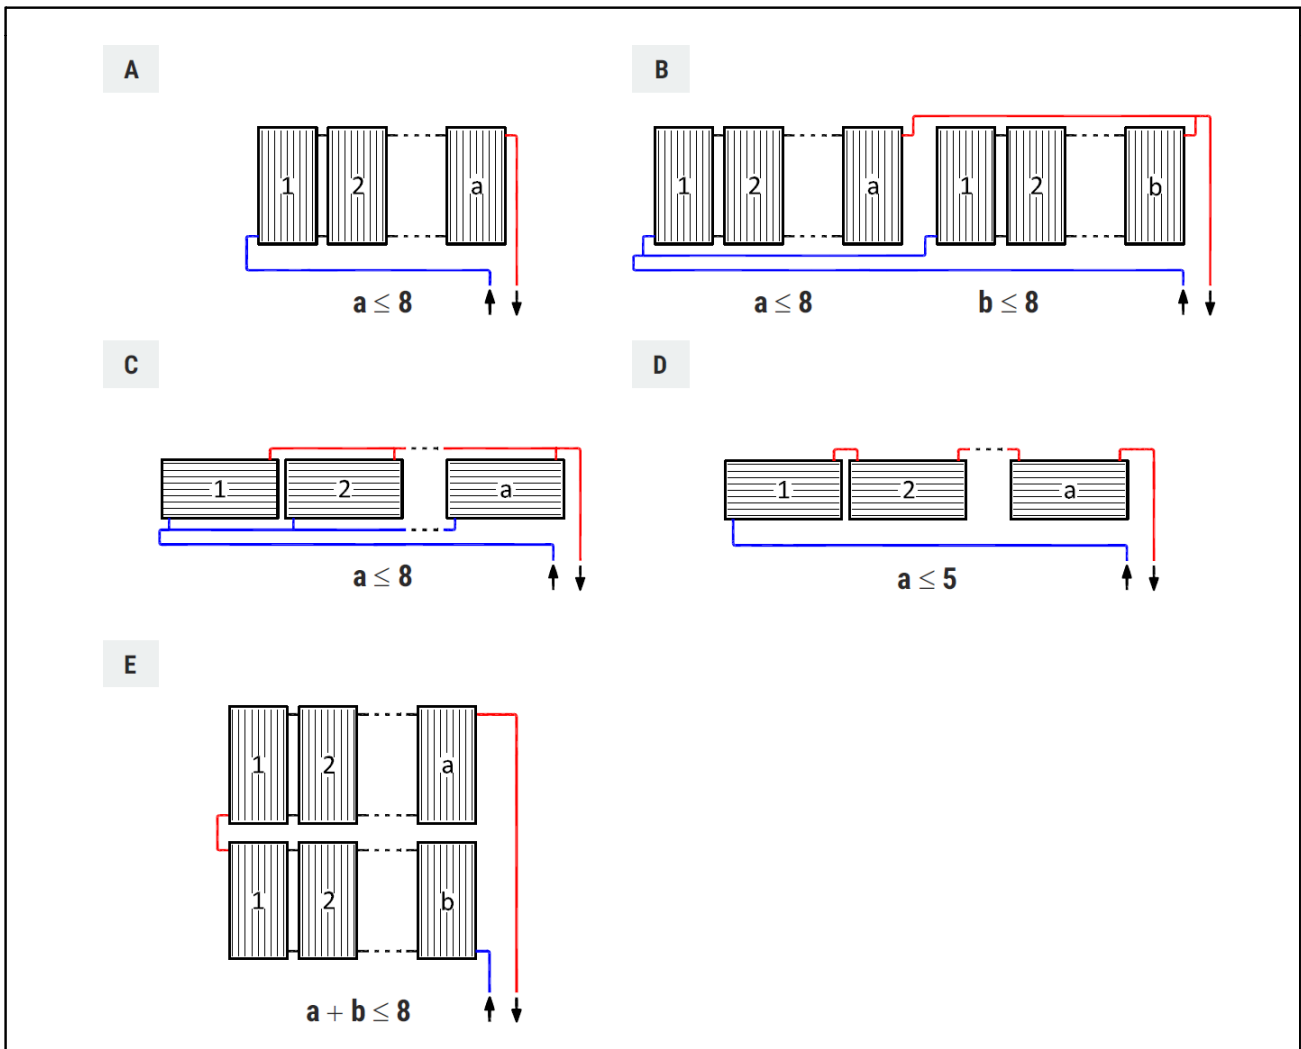 A
B
1 2 a
1 2 a 1 2 b
a ≤ 8
a ≤ 8 b ≤ 8
C
D
1 2 a
1 2 a
a ≤ 8
a ≤ 5
E
1 2 a
1 2 b
a + b ≤ 8